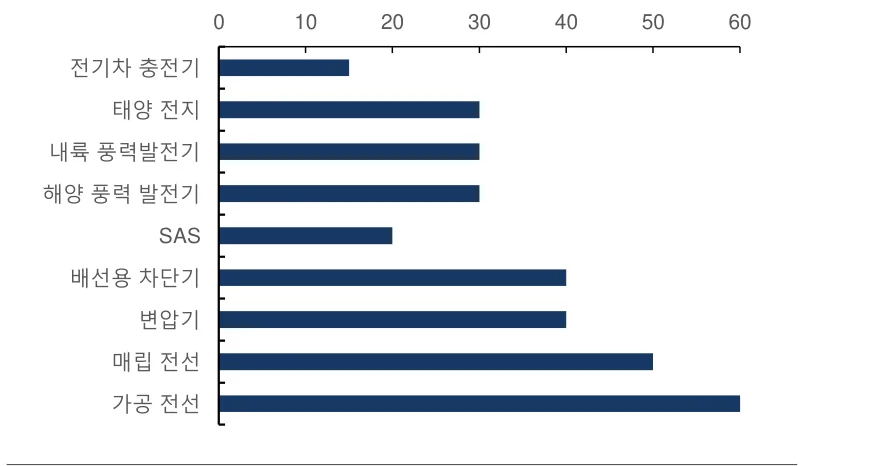 0 10 20 30 40 50 60
전기차 충전기
태양 전지
내륙 풍력발전기
해양 풍력 발전기
SAS
배선용 차단기
변압기
매립 전선
가공 전선